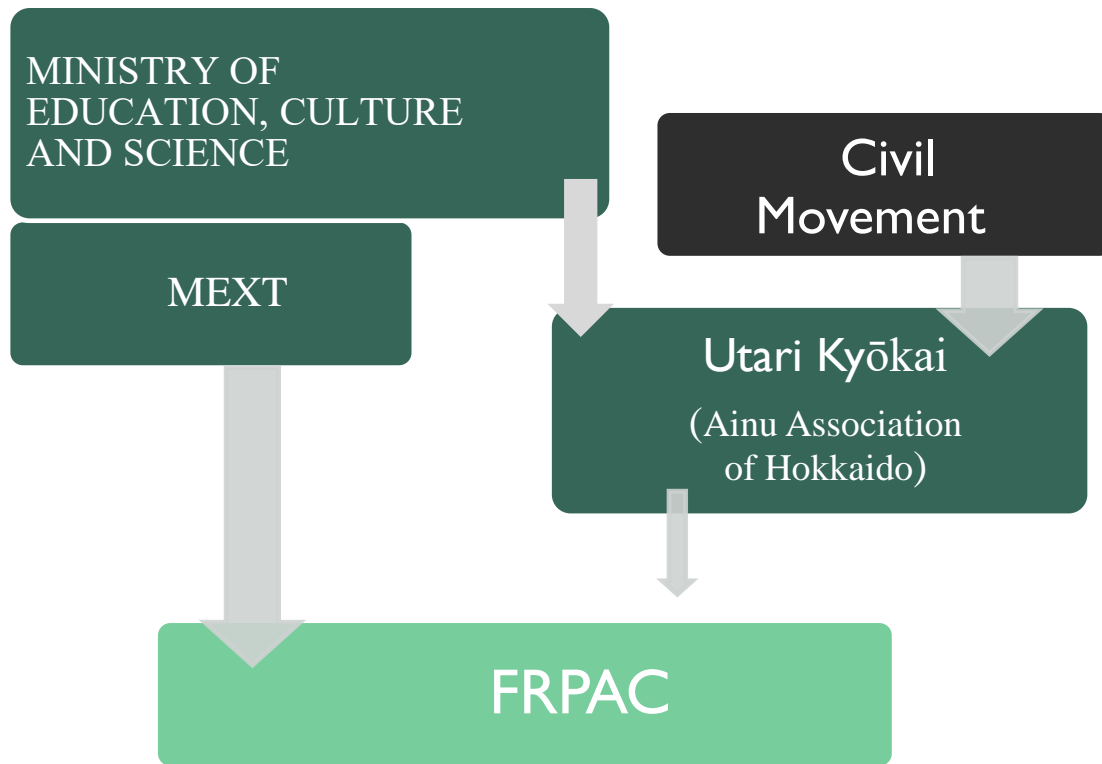 MINISTRY OF
EDUCATION, CULTURE
AND SCIENCE
Civil
Movement
MEXT
Utari Kyōkai
(Ainu Association
of Hokkaido)
FRPAC